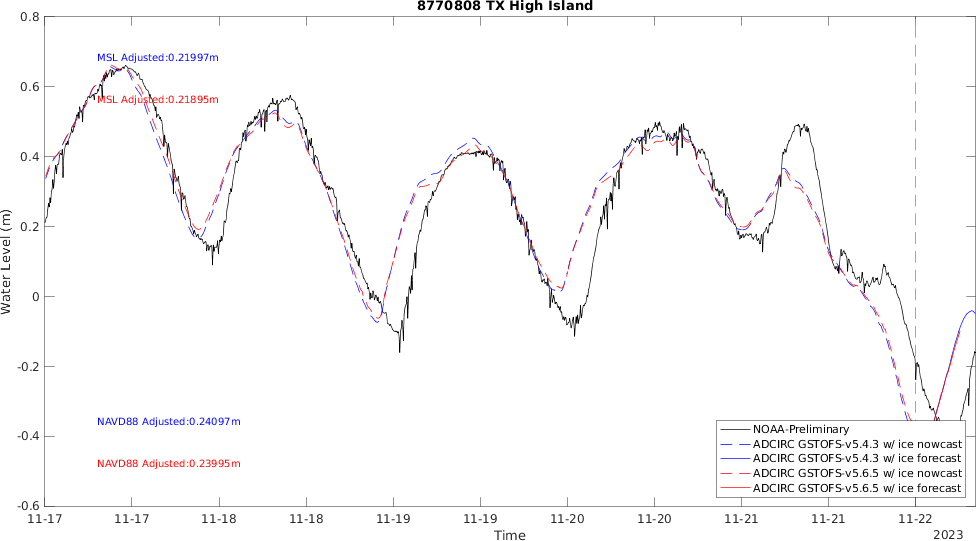 8770808 TX High Island
0.8
MSL Adjusted:0.21997m
0.6
MSL Adjusted:0.21895m
0.4
0.2
Water Level (m)
0
-0.2
NAVD88 Adjusted:0.24097m
-0.4
NAVD88 Adjusted:0.23995m
-0.6
NOAA-Preliminary
ADCIRC GSTOFS-v5.4.3 w/ ice nowcast
ADCIRC GSTOFS-v5.4.3 w/ ice forecast
ADCIRC GSTOFS-v5.6.5 w/ ice nowcast
ADCIRC GSTOFS-v5.6.5 w/ ice forecast
11-17 11-17 11-18 11-18 11-19 11-19 11-20 11-20 11-21 11-21 11-22
Time
2023